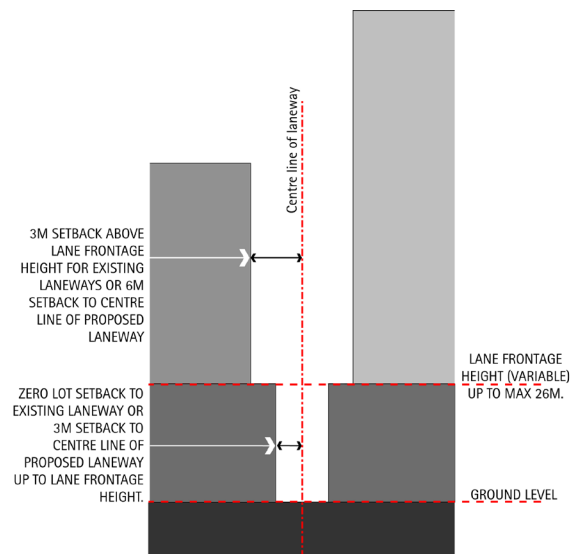 Centre line of laneway
3M SETBACK ABOVE
LANE FRONTAGE
HEIGHT FOR EXISTING
LANEWAYS OR 6M
SETBACK TO CENTRE
LINE OF PROPOSED
LANEWAY
LANE FRONTAGE
HEIGHT (VARIABLE)
UP TO MAX 26M.
ZERO LOT SETBACK TO
EXISTING LANEWAY OR
3M SETBACK TO
CENTRE LINE OF
PROPOSED LANEWAY
UP TO LANE FRONTAGE
HEIGHT.
GROUND LEVEL